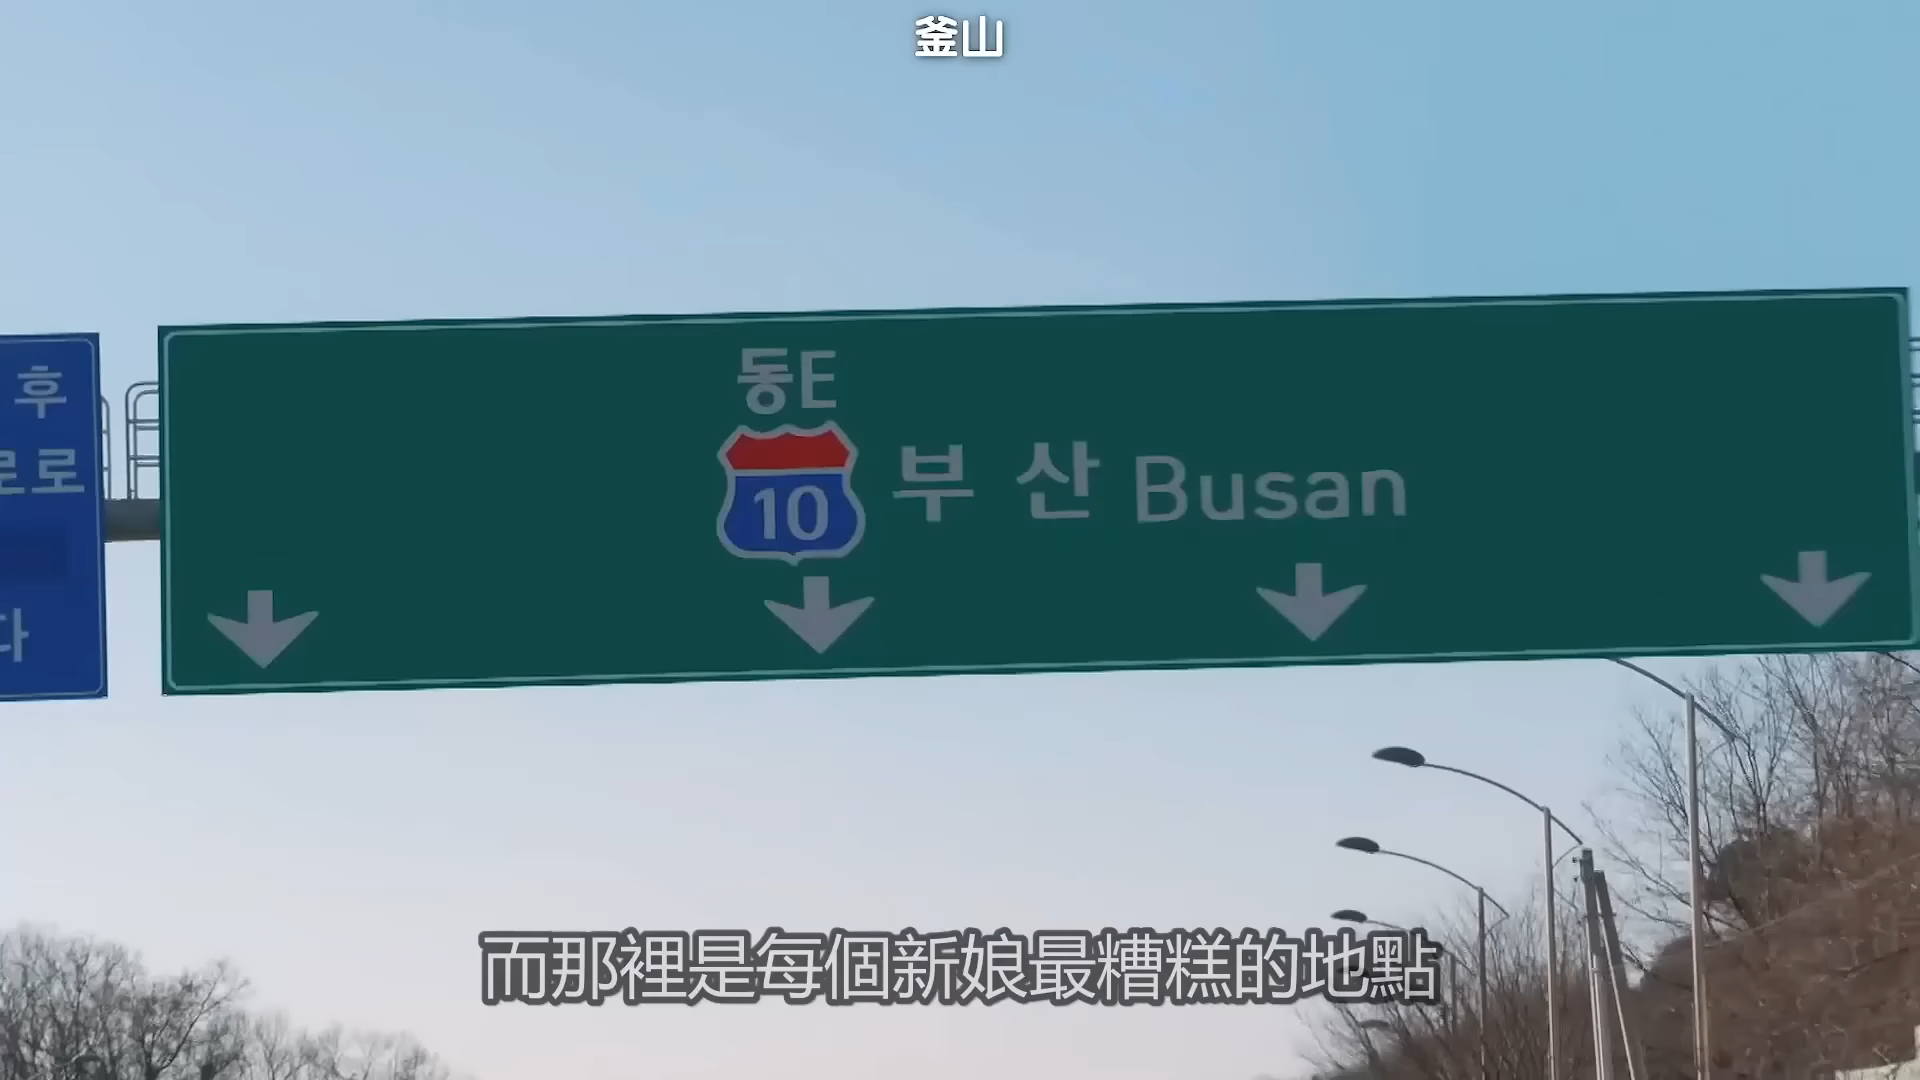 釜山
후
로로
다
동E
10 부산 Busan
而那裡是每個新娘最糟糕的地點